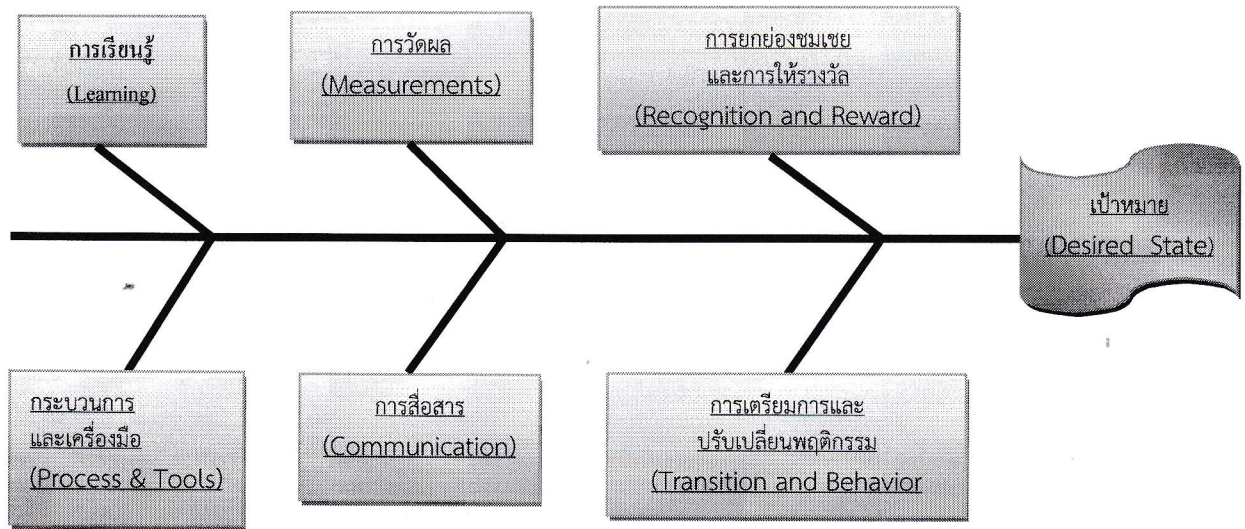 การเรียนรู้
(Learning)
การวัดผล
(Measurements)
การยกย่องชมเชย
และการให้รางวัล
(Recognition and Reward)
เป้าหมาย
(Desired State)
กระบวนการ
และเครื่องมือ
(Process & Tools)
การสื่อสาร
(Communication)
การเตรียมการและ
ปรับเปลี่ยนพฤติกรรม
(Transition and Behavior